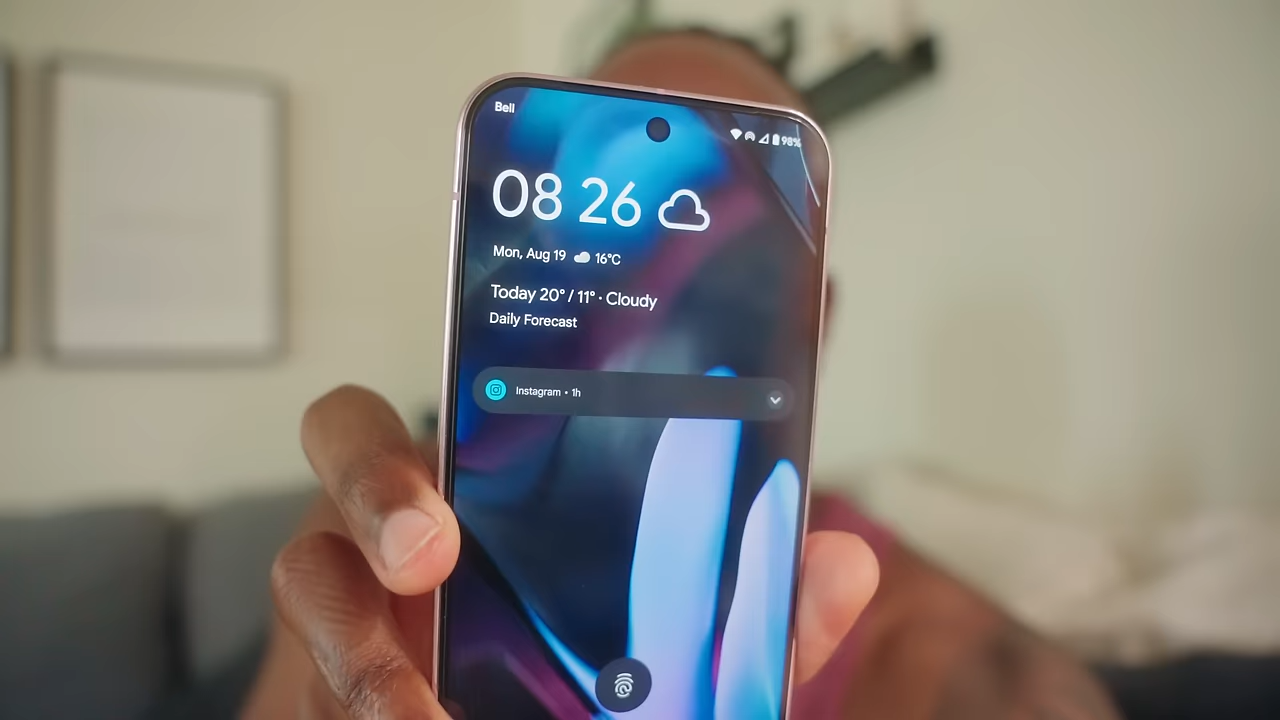 Bell
98%
08 26
Mon, Aug 19 16°C
Today 20° / 11° · Cloudy
Daily Forecast
Instagram • 1h